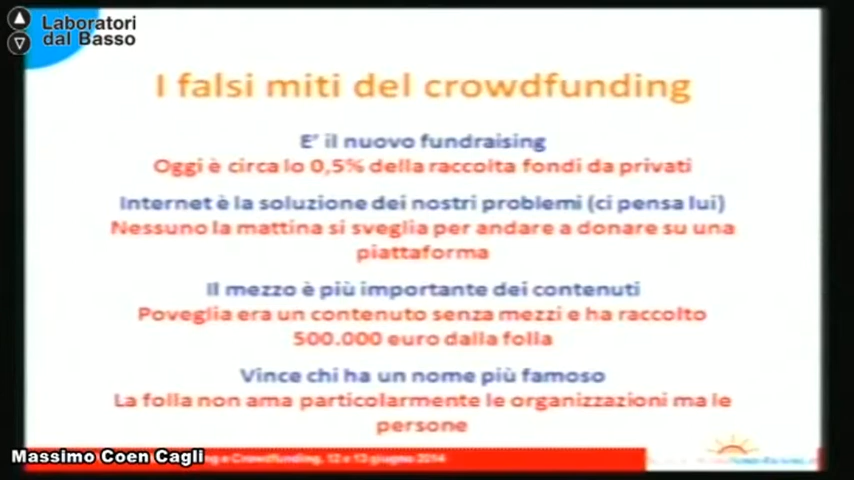 Laboratori
dal Basso
I falsi miti del crowdfunding
E' il nuovo fundraising
Oggi è circa lo 0,5% della raccolta fondi da privati
Internet è la soluzione dei nostri problemi (ci pensa lui)
Nessuno la mattina si sveglia per andare a donare su una
piattaforma
Il mezzo è più importante dei contenuti
Poveglia era un contenuto senza mezzi e ha raccolto
500.000 euro dalla folla
Vince chi ha un nome più famoso
La folla non ama particolarmente le organizzazioni ma le
persone
Massimo Coen Cagli
e Crowdfunding, 12 e 13 giugno 2014